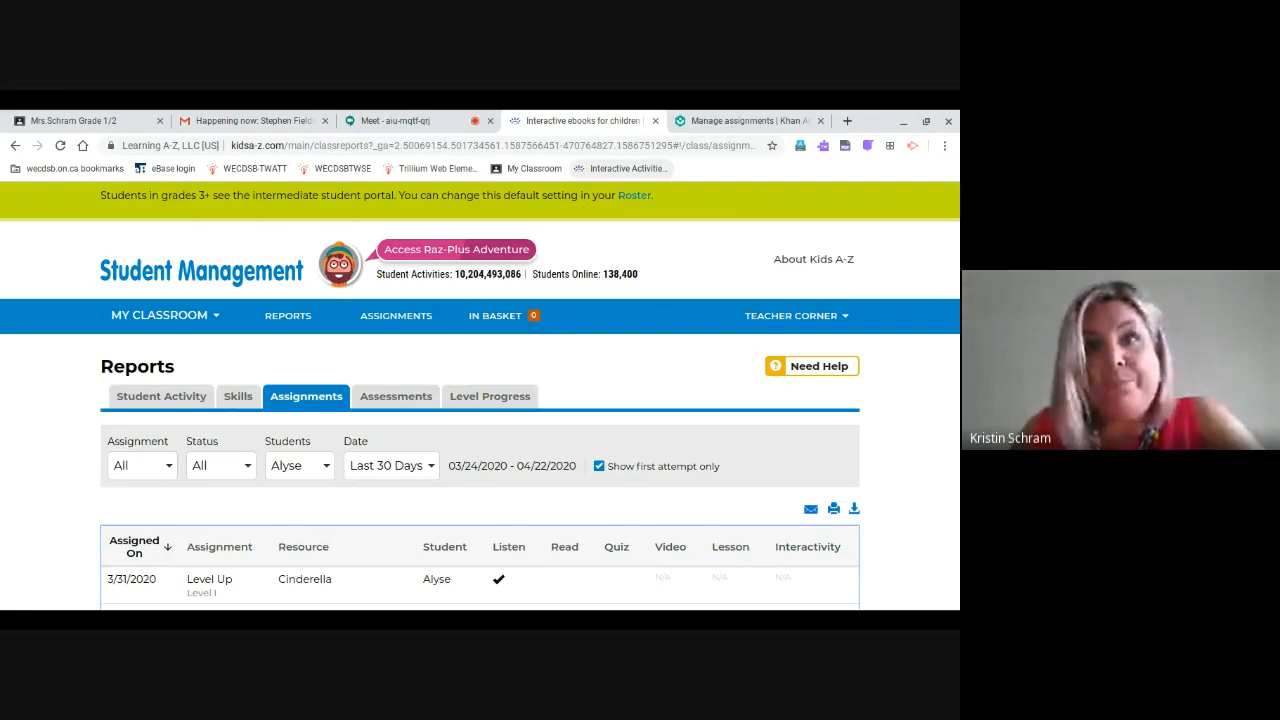 Mrs.Schram Grade 1/2
Happening now: Stephen Field
Meet - aiu-mqtf-qrj
Interactive ebooks for children
Manage assignments | Khan A
Learning A-Z, LLC [US]
kidsa-z.com/main/classreports?_ga=2.50069154.501734361.1587566451-470764827.1586751295#!/class/assignm...
wecdsb.on.ca bookmarks
eBase login
WECDSB-TWATT
WECDSBTWSE
Trillium Web Eleme...
My Classroom
Interactive Activitie...
Students in grades 3+ see the intermediate student portal. You can change this default setting in your Roster.
Access Raz-Plus Adventure
Student Management
Student Activities: 10,204,493,086 | Students Online: 138,400
About Kids A-Z
MY CLASSROOM
REPORTS
ASSIGNMENTS
IN BASKET 0
TEACHER CORNER
Reports
? Need Help
Student Activity
Skills
Assignments
Assessments
Level Progress
Assignment
Status
Students
Date
All
All
Alyse
Last 30 Days
03/24/2020 - 04/22/2020
Show first attempt only
Assigned On
Assignment
Resource
Student
Listen
Read
Quiz
Video
Lesson
Interactivity
3/31/2020
Level Up
Cinderella
Alyse
N/A
N/A
N/A
Level I
Kristin Schram